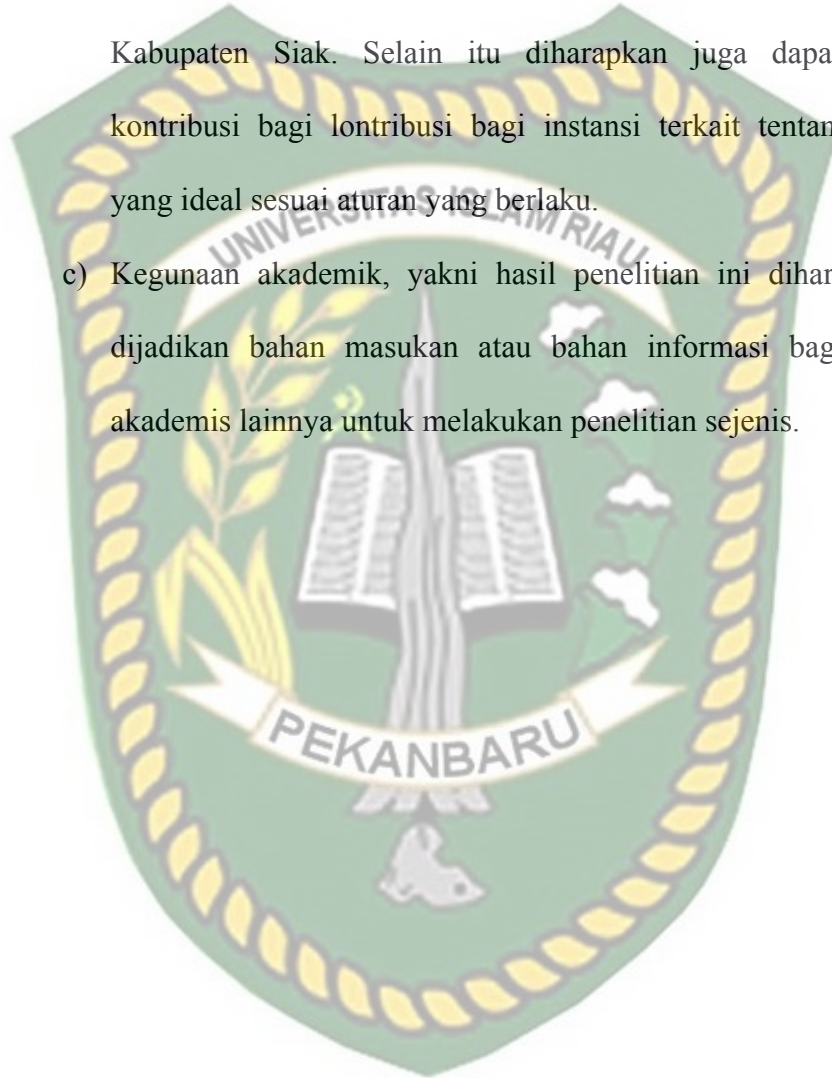 Kabupaten Siak. Selain itu diharapkan juga dapa
kontribusi bagi lontribusi bagi instansi terkait tentan
yang ideal sesuai aturan yang berlaku.
UNIVERSITAS ISLAM RIAU
c) Kegunaan akademik, yakni hasil penelitian ini dihar
dijadikan bahan masukan atau bahan informasi bag
akademis lainnya untuk melakukan penelitian sejenis.
PEKANBARU